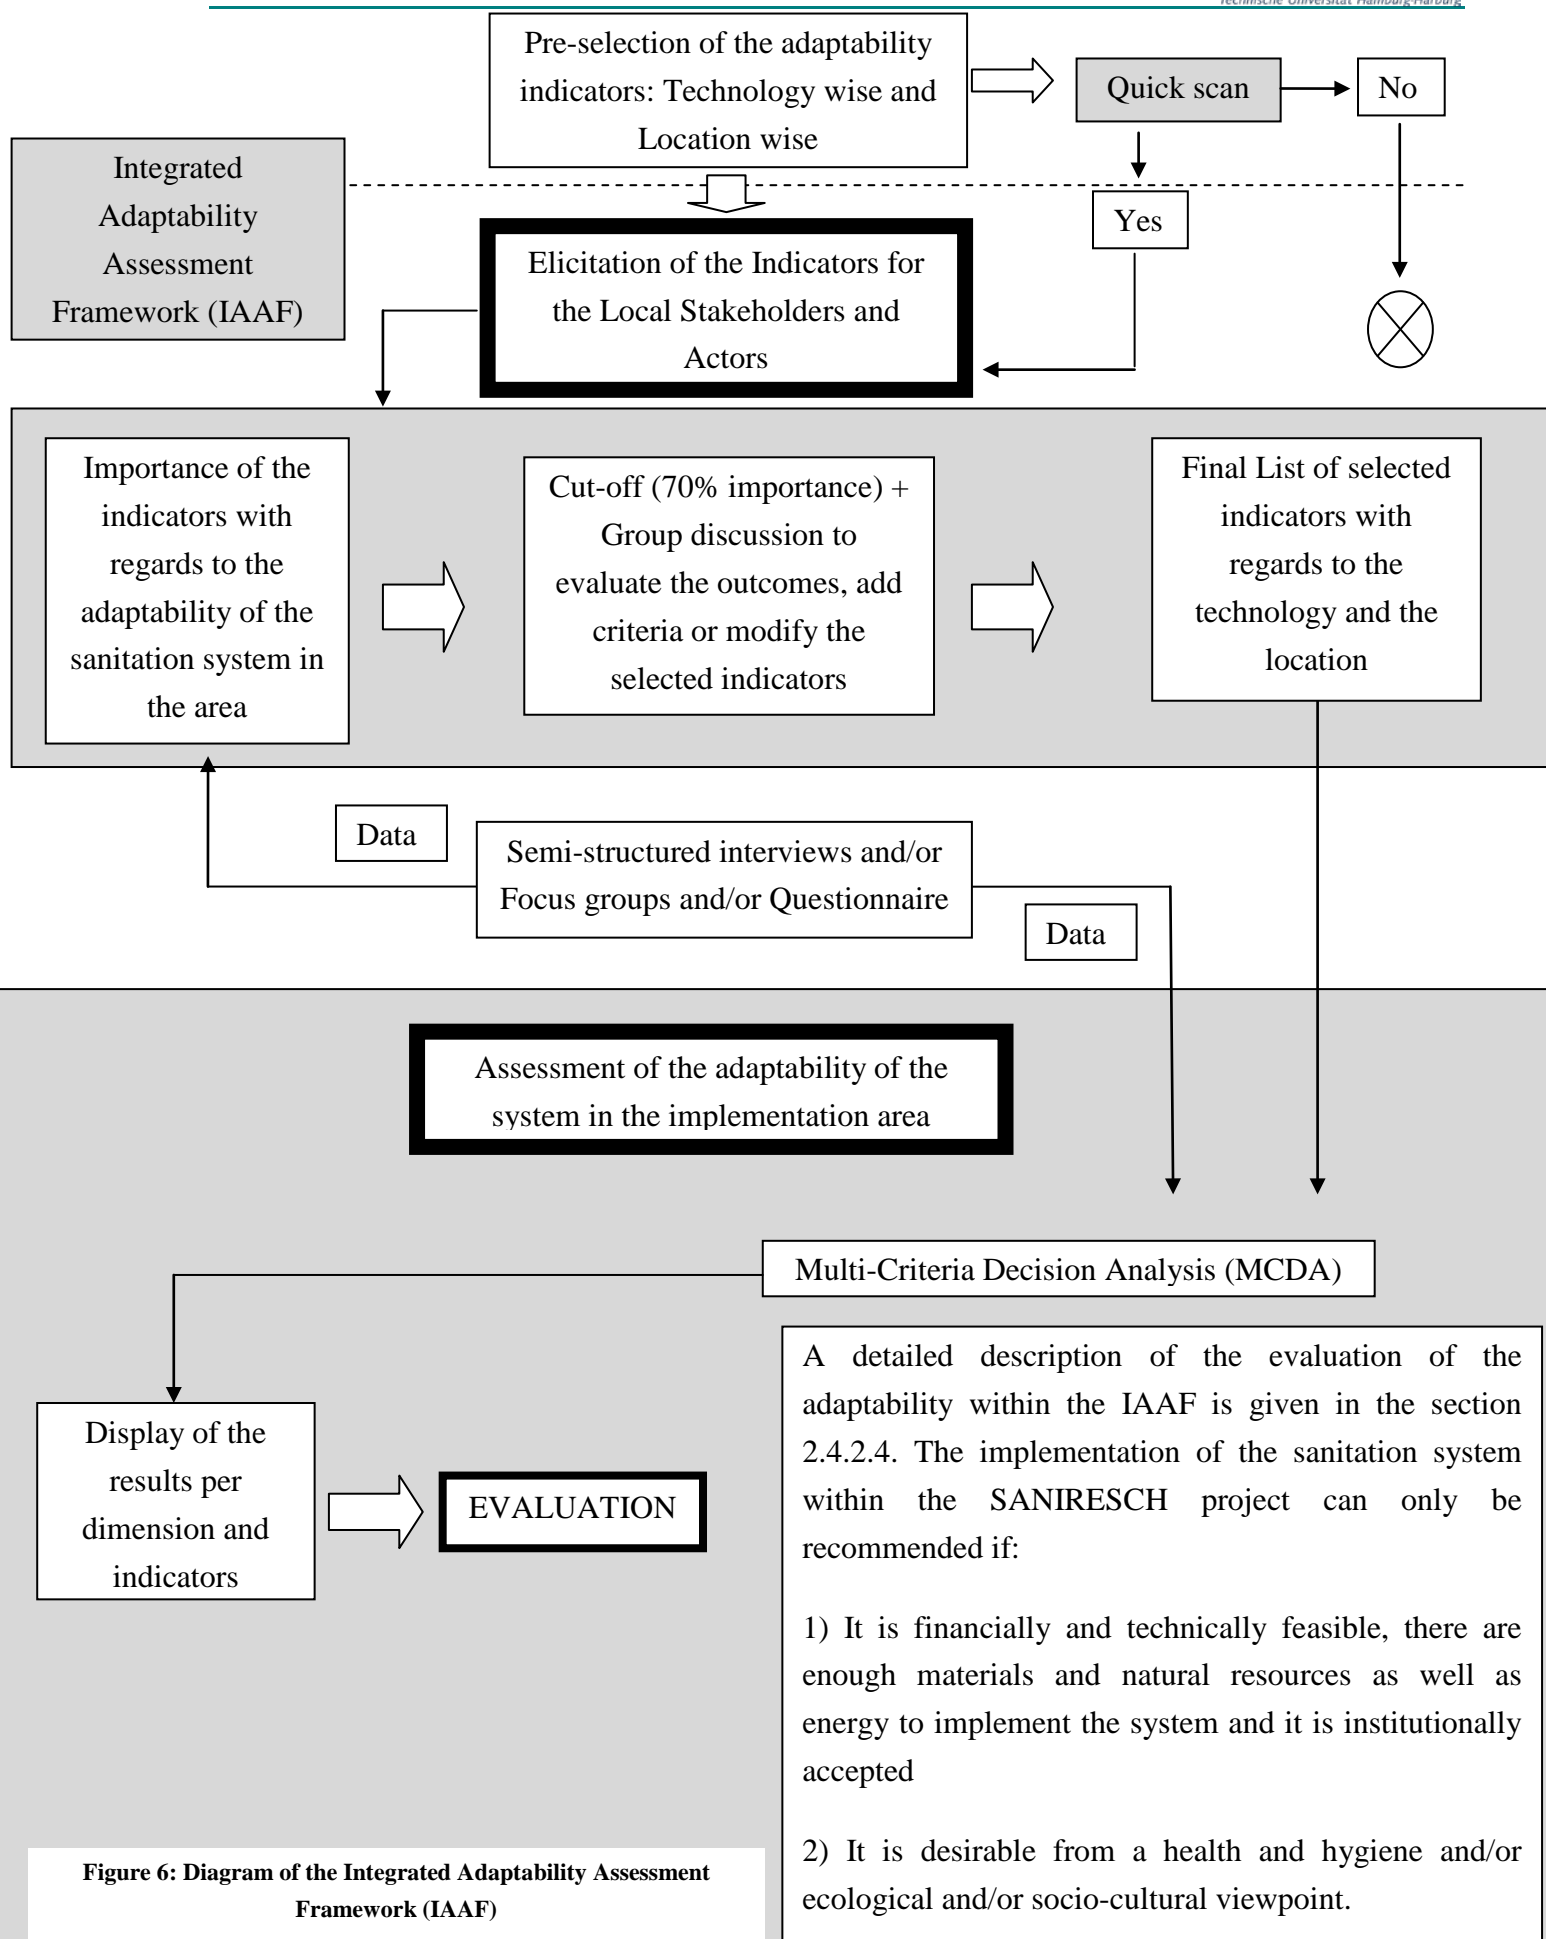 Technische Universität Hamburg-Harburg
Pre-selection of the adaptability
indicators: Technology wise and
Location wise
Quick scan
No
Integrated
Adaptability
Assessment
Framework (IAAF)
Yes
Elicitation of the Indicators for
the Local Stakeholders and
Actors
Importance of the
indicators with
regards to the
adaptability of the
sanitation system in
the area
Cut-off (70% importance) +
Group discussion to
evaluate the outcomes, add
criteria or modify the
selected indicators
Final List of selected
indicators with
regards to the
technology and the
location
Data
Semi-structured interviews and/or
Focus groups and/or Questionnaire
Data
Assessment of the adaptability of the
system in the implementation area
Multi-Criteria Decision Analysis (MCDA)
Display of the
results per
dimension and
indicators
EVALUATION
A detailed description of the evaluation of the
adaptability within the IAAF is given in the section
2.4.2.4. The implementation of the sanitation system
within the SANIRESCH project can only be
recommended if:
1) It is financially and technically feasible, there are
enough materials and natural resources as well as
energy to implement the system and it is institutionally
accepted
2) It is desirable from a health and hygiene and/or
ecological and/or socio-cultural viewpoint.
Figure 6: Diagram of the Integrated Adaptability Assessment
Framework (IAAF)